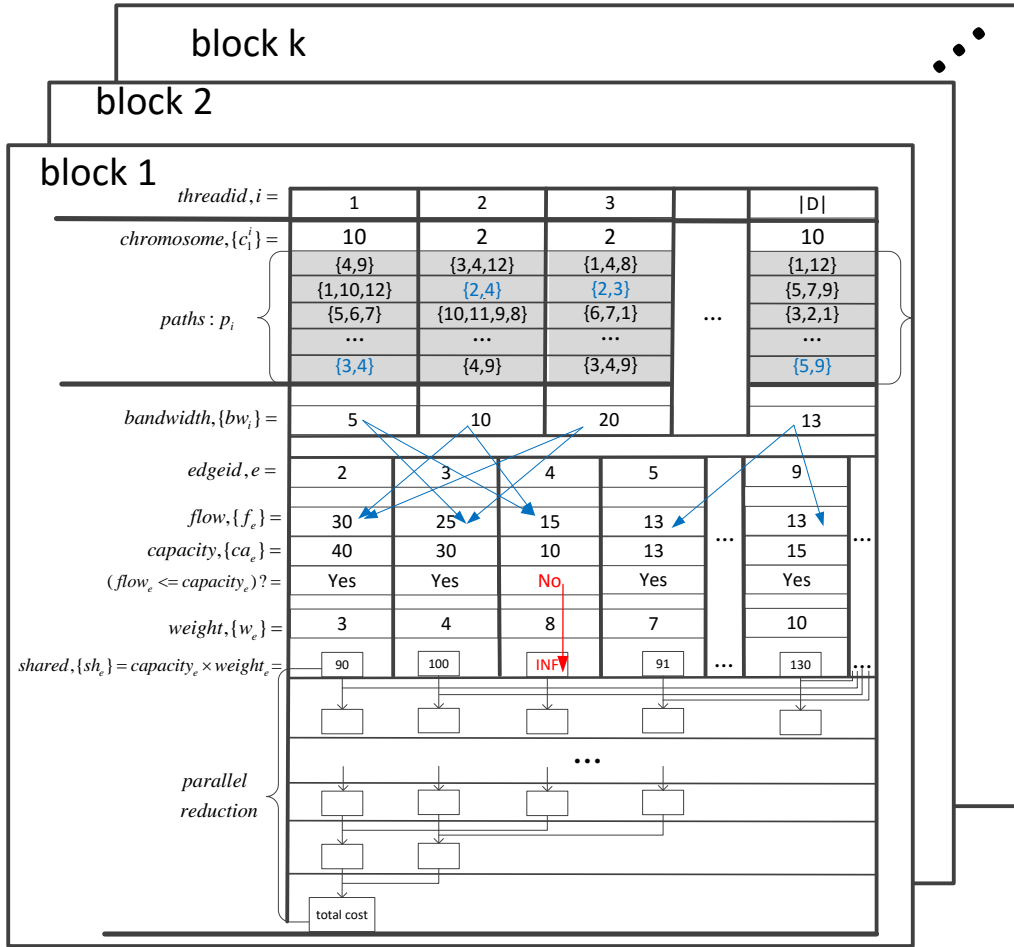 block k
block 2
block 1
threadid, i = 1 2 3 |D|
chromosome, {c_1^i} = 10 2 2 10
{4,9} {3,4,12} {1,4,8} {1,12}
{1,10,12} {2,4} {2,3} {5,7,9}
paths : p_i {5,6,7} {10,11,9,8} {6,7,1} ... {3,2,1}
... ... ... ...
{3,4} {4,9} {3,4,9} {5,9}
bandwidth, {bw_i} = 5 10 20 13
edgeid, e = 2 3 4 5 ... 9
flow, {f_e} = 30 25 15 13 ... 13 ...
capacity, {ca_e} = 40 30 10 13 15
(flow_e <= capacity_e) ? = Yes Yes No Yes Yes
weight, {w_e} = 3 4 8 7 10
shared, {sh_e} = capacity_e × weight_e = 90 100 INF 91 ... 130 ...
...
parallel
reduction
total cost